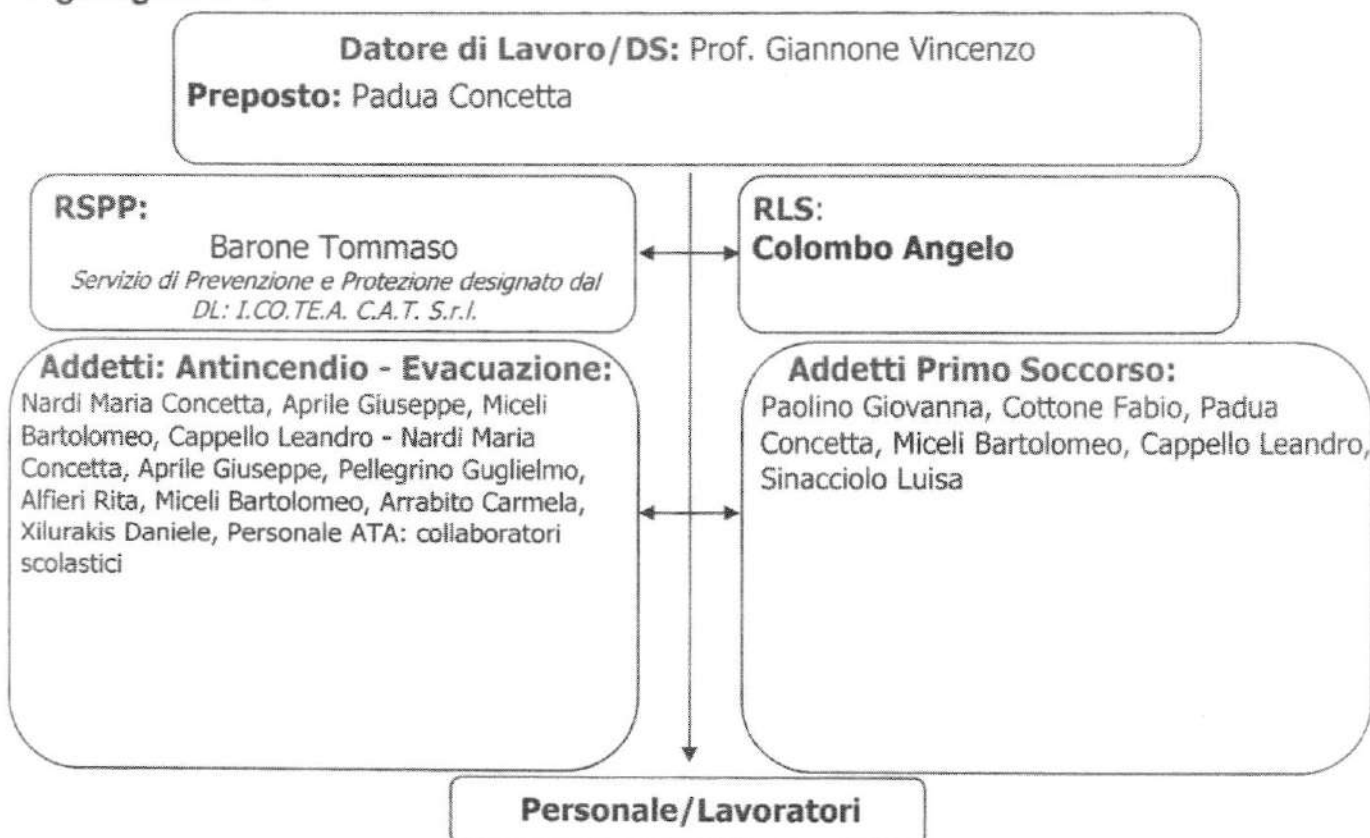 Datore di Lavoro/DS: Prof. Giannone Vincenzo
Preposto: Padua Concetta
RSPP:
Barone Tommaso
Servizio di Prevenzione e Protezione designato dal
DL: I.CO.TE.A. C.A.T. S.r.l.
RLS:
Colombo Angelo
Addetti: Antincendio - Evacuazione:
Nardi Maria Concetta, Aprile Giuseppe, Miceli
Bartolomeo, Cappello Leandro - Nardi Maria
Concetta, Aprile Giuseppe, Pellegrino Guglielmo,
Alfieri Rita, Miceli Bartolomeo, Arrabito Carmela,
Xilurakis Daniele, Personale ATA: collaboratori
scolastici
Addetti Primo Soccorso:
Paolino Giovanna, Cottone Fabio, Padua
Concetta, Miceli Bartolomeo, Cappello Leandro,
Sinacciolo Luisa
Personale/Lavoratori